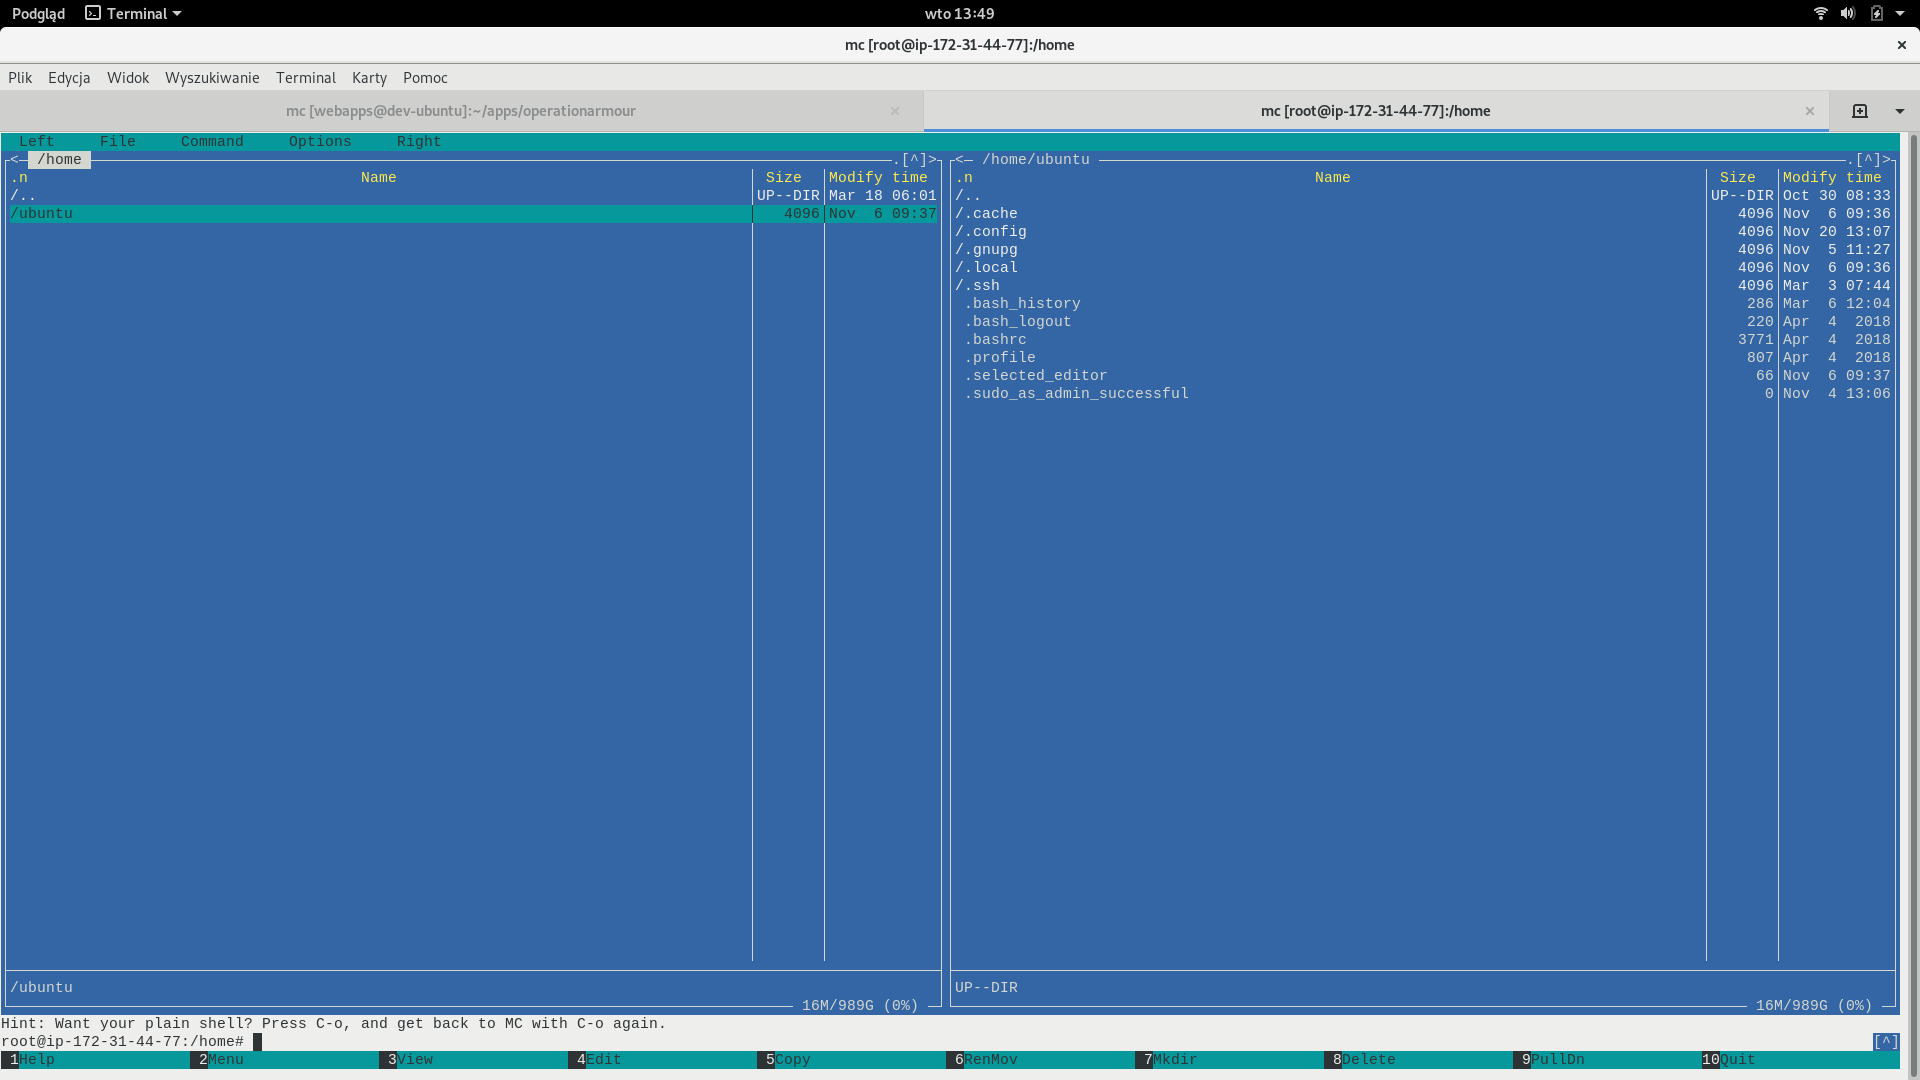 Podgląd Terminal wto 13:49
mc [root@ip-172-31-44-77]:/home
Plik Edycja Widok Wyszukiwanie Terminal Karty Pomoc
mc [webapps@dev-ubuntu]:~/apps/operationarmour mc [root@ip-172-31-44-77]:/home
Left File Command Options Right
<─ /home .[^]> <─ /home/ubuntu .[^]>
.n Name Size Modify time .n Name Size Modify time
/.. UP--DIR Mar 18 06:01 /.. UP--DIR Oct 30 08:33
/ubuntu 4096 Nov 6 09:37 /.cache 4096 Nov 6 09:36
/.config 4096 Nov 20 13:07
/.gnupg 4096 Nov 5 11:27
/.local 4096 Nov 6 09:36
/.ssh 4096 Mar 3 07:44
.bash_history 286 Mar 6 12:04
.bash_logout 220 Apr 4 2018
.bashrc 3771 Apr 4 2018
.profile 807 Apr 4 2018
.selected_editor 66 Nov 6 09:37
.sudo_as_admin_successful 0 Nov 4 13:06
/ubuntu UP--DIR
16M/989G (0%) 16M/989G (0%)
Hint: Want your plain shell? Press C-o, and get back to MC with C-o again.
root@ip-172-31-44-77:/home# [^]
1Help 2Menu 3View 4Edit 5Copy 6RenMov 7Mkdir 8Delete 9PullDn 10Quit